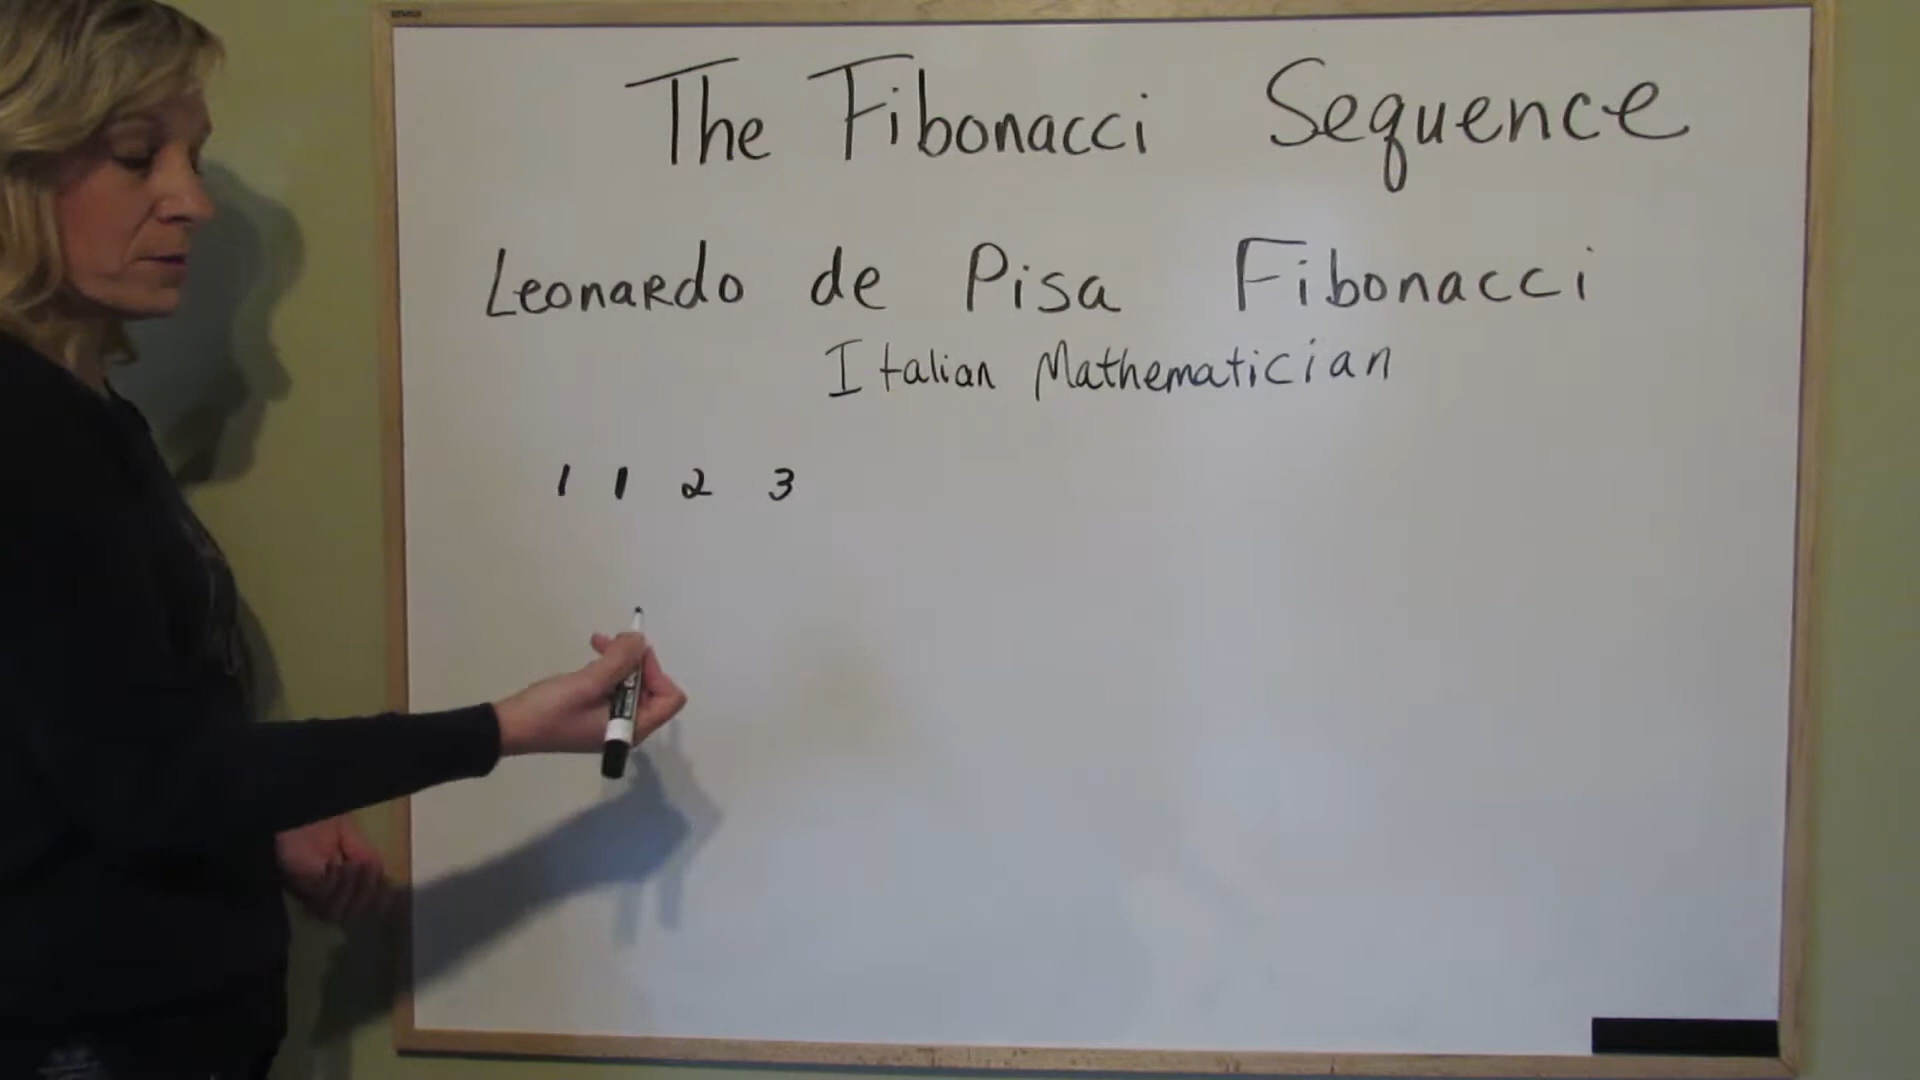 The Fibonacci Sequence
Leonardo de Pisa Fibonacci
Italian Mathematician
1 1 2 3